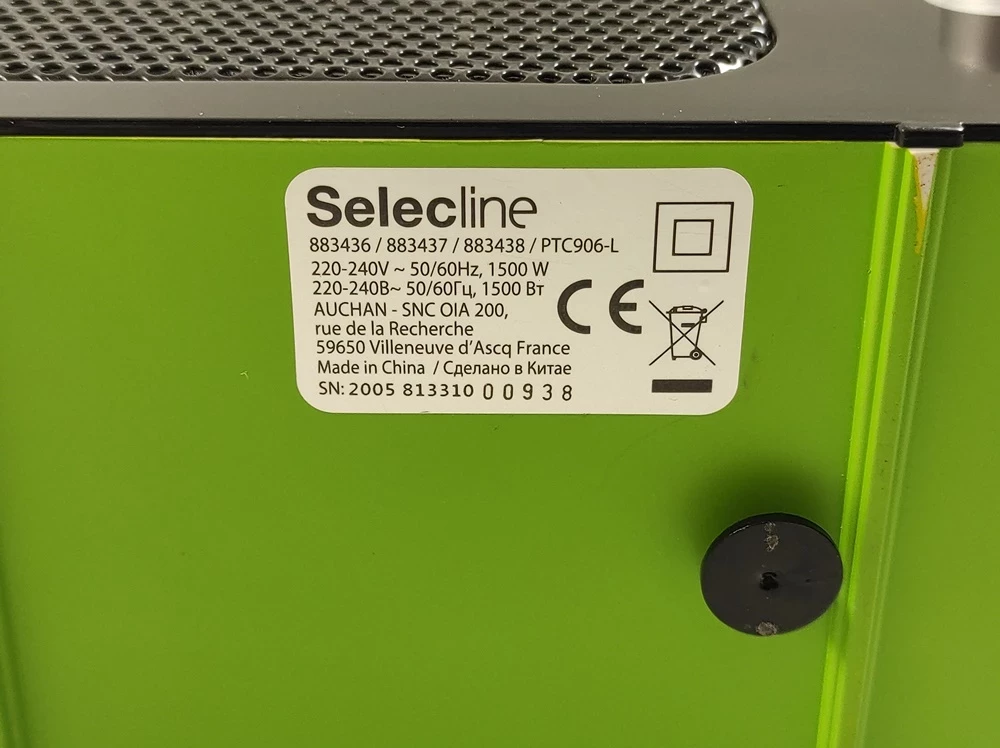 Selecline
883436 / 883437 / 883438 / PTC906-L
220-240V ~ 50/60Hz, 1500 W
220-240В~ 50/60Гц, 1500 Вт
AUCHAN - SNC OIA 200,
rue de la Recherche
59650 Villeneuve d'Ascq France
Made in China / Сделано в Китае
SN: 2005 813310 00938
CE